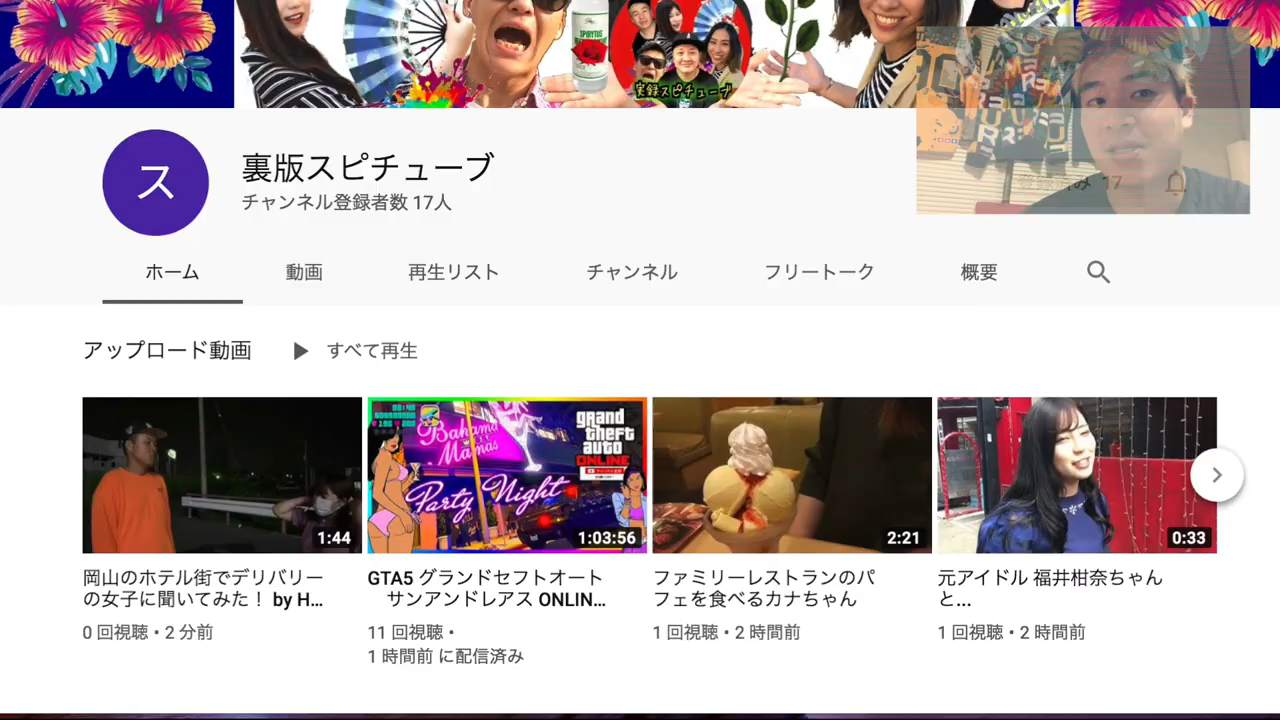 SPIRYTUS
実録スピチューブ
ス
裏版スピチューブ
チャンネル登録者数 17人
登録済み 17
ホーム
動画
再生リスト
チャンネル
フリートーク
概要
アップロード動画
すべて再生
1:44
Bahama
Mamas
Party Night
grand
theft
auto
ONLINE
1:03:56
2:21
0:33
岡山のホテル街でデリバリー
の女子に聞いてみた！ by H...
GTA5 グランドセフトオート
サンアンドレアス ONLIN...
ファミリーレストランのパ
フェを食べるカナちゃん
元アイドル 福井柑奈ちゃん
と...
0 回視聴・2 分前
11 回視聴・
1 時間前 に配信済み
1 回視聴・2 時間前
1 回視聴・2 時間前